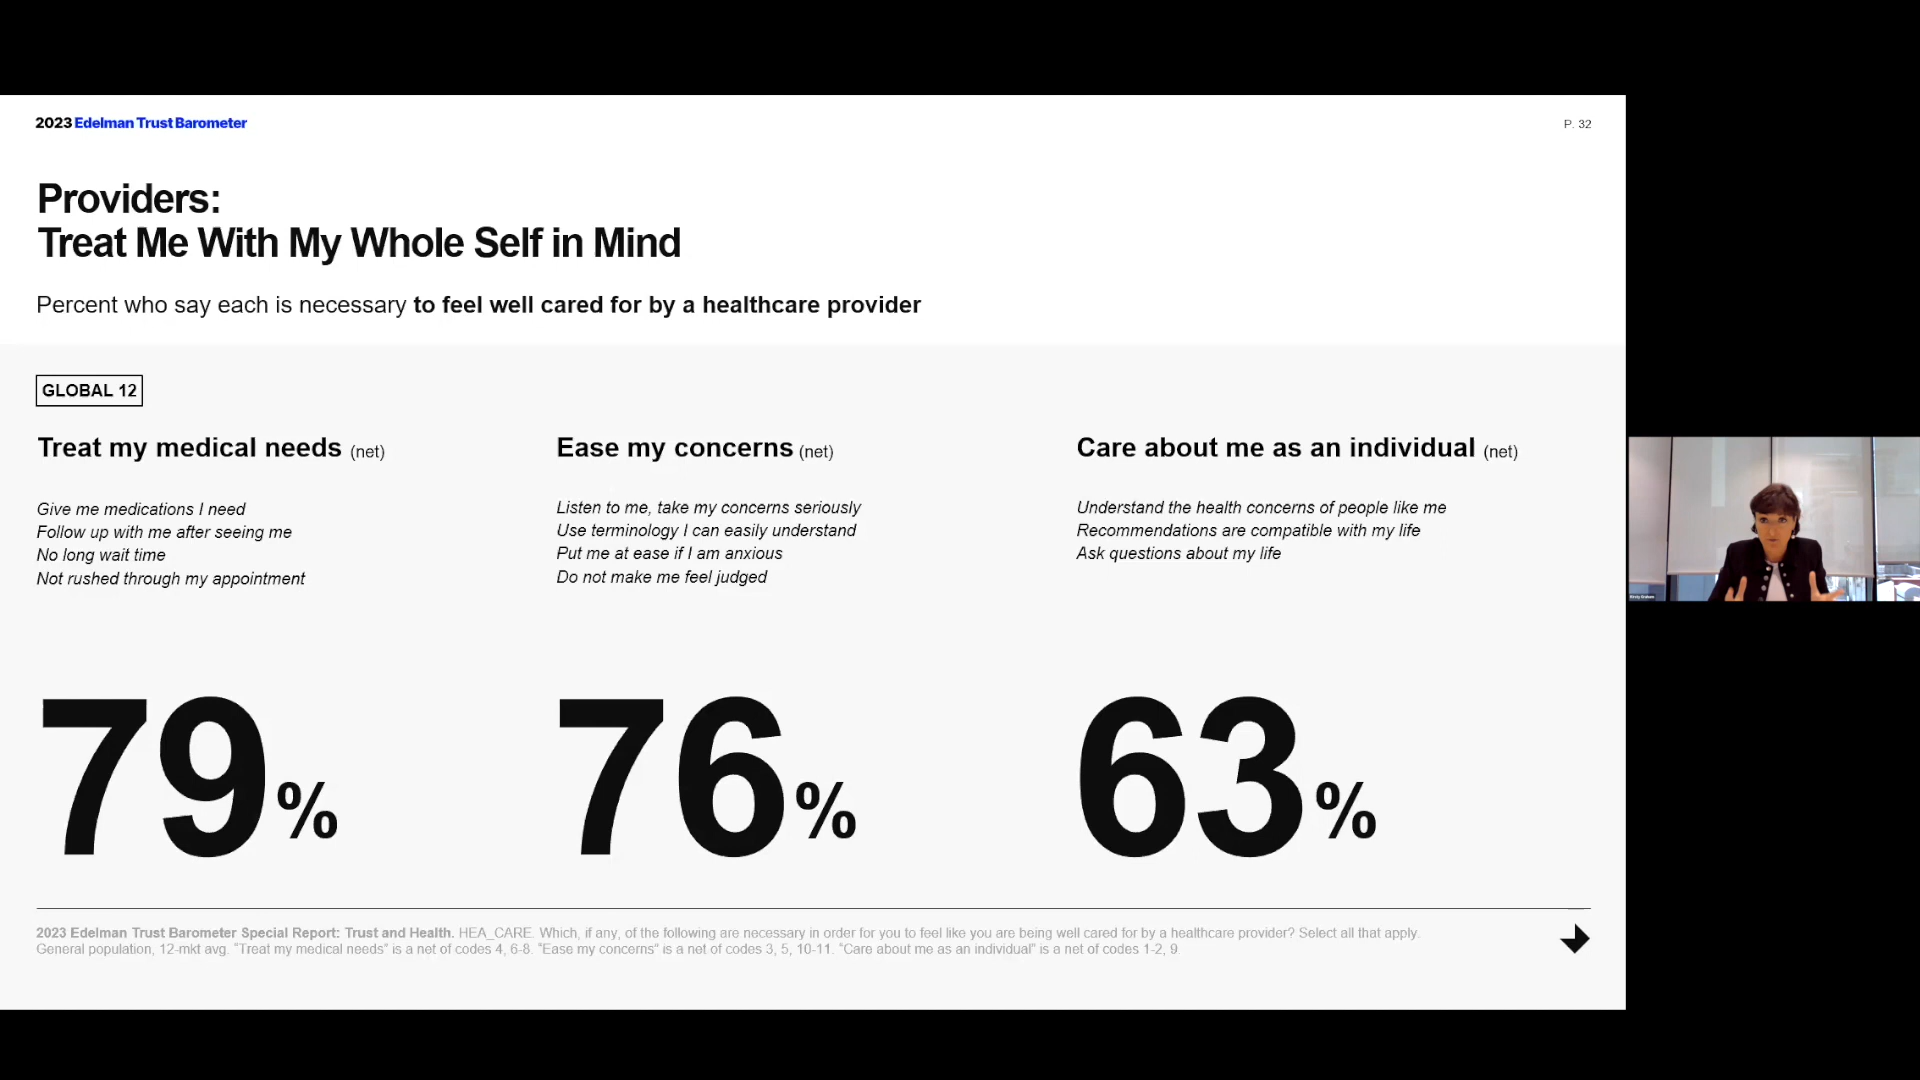 2023 Edelman Trust Barometer
P. 32
Providers:
Treat Me With My Whole Self in Mind
Percent who say each is necessary to feel well cared for by a healthcare provider
GLOBAL 12
Treat my medical needs (net)
Give me medications I need
Follow up with me after seeing me
No long wait time
Not rushed through my appointment
79%
Ease my concerns (net)
Listen to me, take my concerns seriously
Use terminology I can easily understand
Put me at ease if I am anxious
Do not make me feel judged
76%
Care about me as an individual (net)
Understand the health concerns of people like me
Recommendations are compatible with my life
Ask questions about my life
63%
2023 Edelman Trust Barometer Special Report: Trust and Health. HEA_CARE. Which, if any, of the following are necessary in order for you to feel like you are being well cared for by a healthcare provider? Select all that apply.
General population, 12-mkt avg. “Treat my medical needs” is a net of codes 4, 6-8. “Ease my concerns” is a net of codes 3, 5, 10-11. “Care about me as an individual” is a net of codes 1-2, 9.